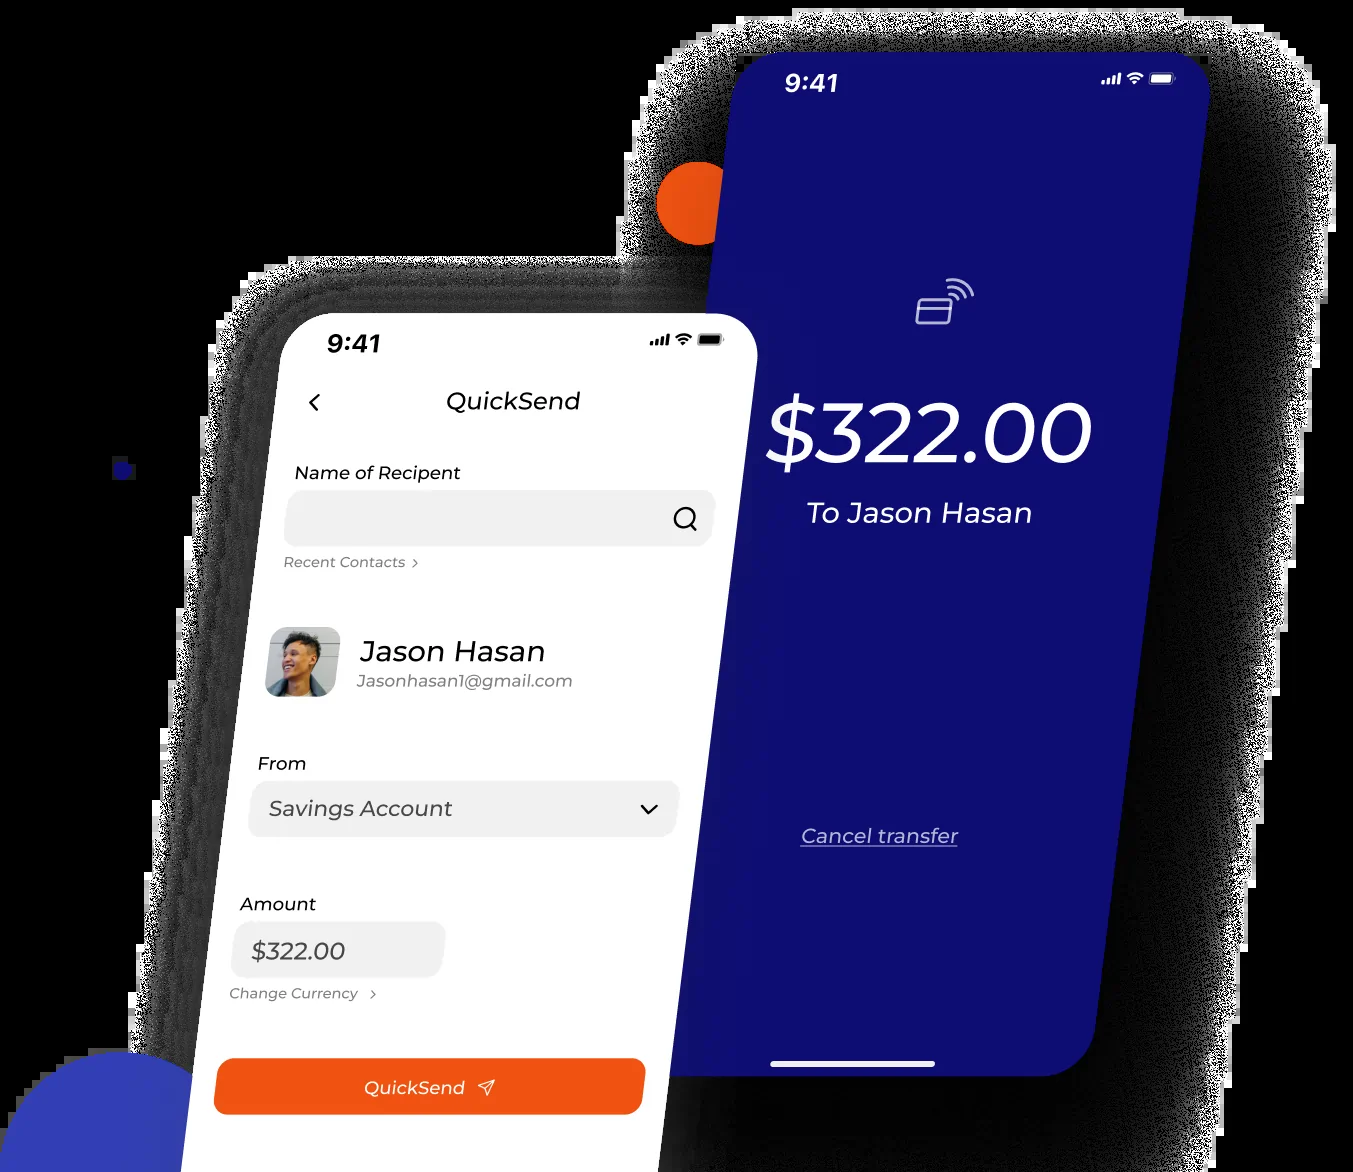 9:41
QuickSend
Name of Recipent
Recent Contacts >
Jason Hasan
Jasonhasan1@gmail.com
From
Savings Account
Amount
$322.00
Change Currency >
QuickSend
9:41
$322.00
To Jason Hasan
Cancel transfer